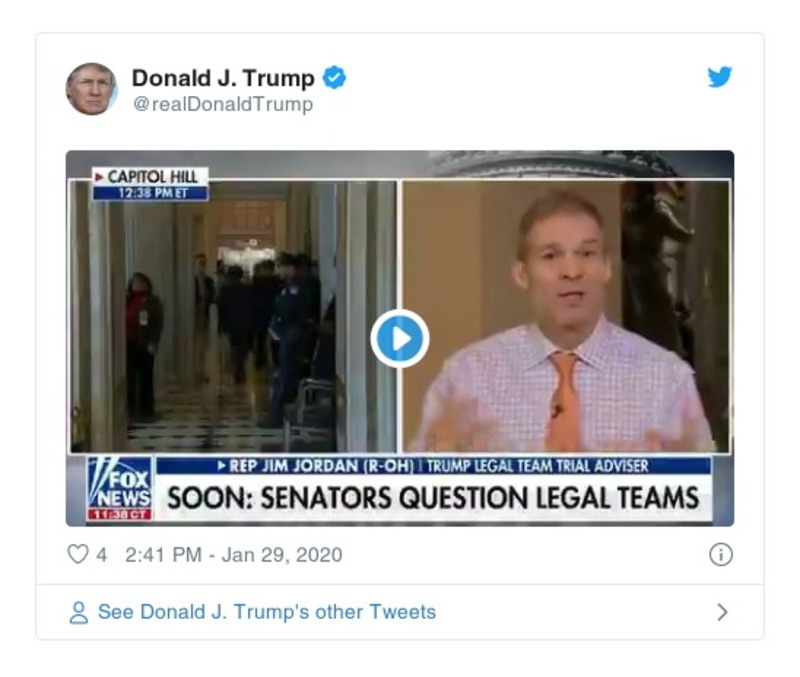 Donald J. Trump
@realDonaldTrump
CAPITOL HILL
12:38 PM ET
REP JIM JORDAN (R-OH) | TRUMP LEGAL TEAM TRIAL ADVISER
FOX
NEWS
11:38 CT
SOON: SENATORS QUESTION LEGAL TEAMS
4 2:41 PM - Jan 29, 2020
See Donald J. Trump's other Tweets